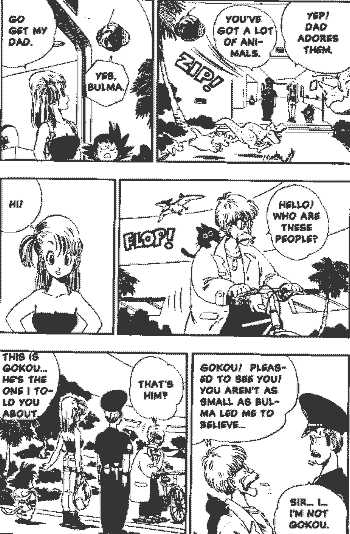 GO
GET MY
DAD.
YES,
BULMA.
YOU'VE
GOT A LOT
OF ANI-
MALS.
YEP!
DAD
ADORES
THEM.
ZIP!
HI!
FLOP!
HELLO!
WHO ARE
THESE
PEOPLE?
THIS IS
GOKOU...
HE'S THE
ONE I TO-
LD YOU
ABOUT.
THAT'S
HIM?
GOKOU! PLEAS-
ED TO SEE YOU!
YOU AREN'T AS
SMALL AS BUL-
MA LED ME TO
BELIEVE...
SIR... I...
I'M NOT
GOKOU.